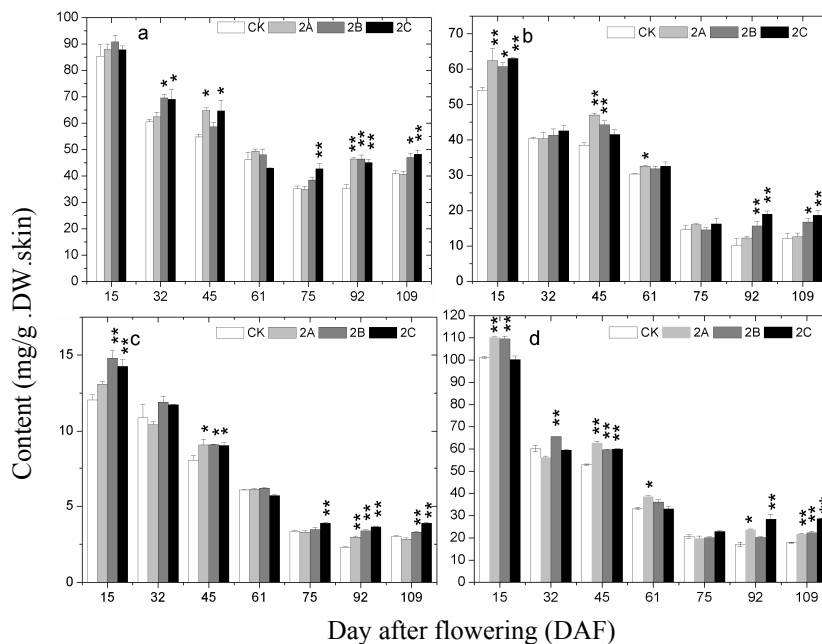 Content (mg/g .DW.skin)
a
CK 2A 2B 2C
100
90
80
70
60
50
40
30
20
10
0
** * * * ** ** ** ** * **
15 32 45 61 75 92 109
b
CK 2A 2B 2C
60
50
40
30
20
10
0
** * ** ** ** * ** ** * **
15 32 45 61 75 92 109
c
CK 2A 2B 2C
15
10
5
0
** ** * * * ** ** ** ** ** **
15 32 45 61 75 92 109
d
CK 2A 2B 2C
120
110
100
90
80
70
60
50
40
30
20
10
0
** ** ** ** ** ** * * ** ** ** **
15 32 45 61 75 92 109
Day after flowering (DAF)